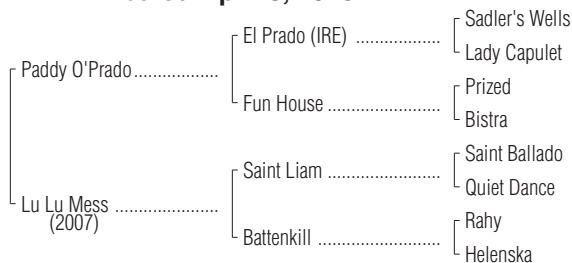 Sadler's Wells
El Prado (IRE) ....................
Lady Capulet
Paddy O'Prado ....................
Prized
Fun House ..........................
Bistra
Saint Ballado
Saint Liam ..........................
Quiet Dance
Lu Lu Mess ........................
(2007)
Rahy
Battenkill ............................
Helenska